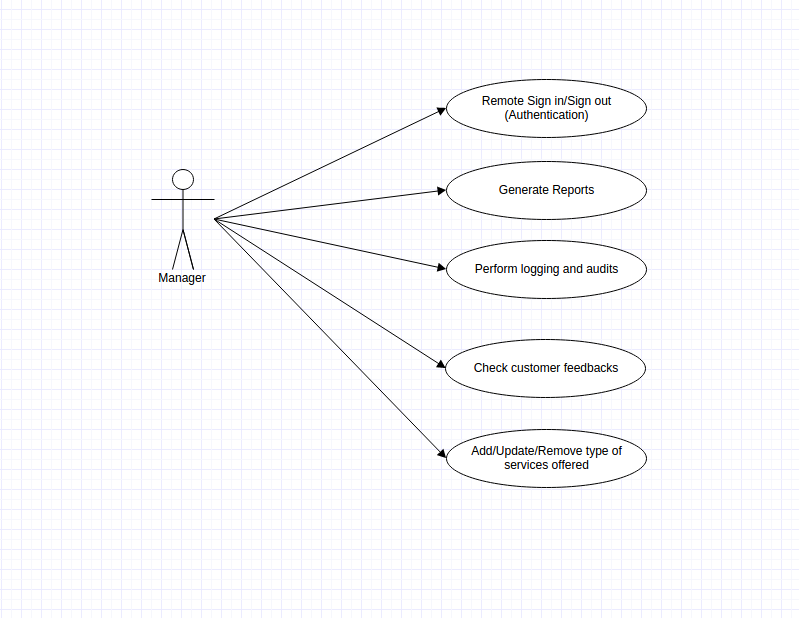 Remote Sign in/Sign out
(Authentication)
Generate Reports
Perform logging and audits
Manager
Check customer feedbacks
Add/Update/Remove type of
services offered